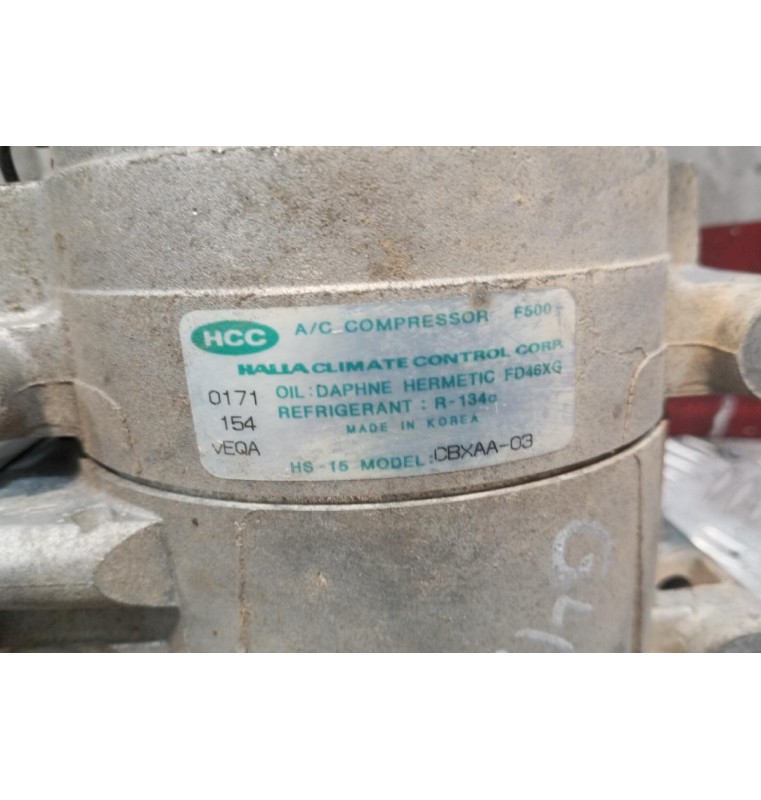 HCC A/C COMPRESSOR F500
HALLA CLIMATE CONTROL CORP.
0171 OIL: DAPHNE HERMETIC FD46XG
154 REFRIGERANT : R-134a
MADE IN KOREA
VEQA
HS-15 MODEL: CBXAA-03